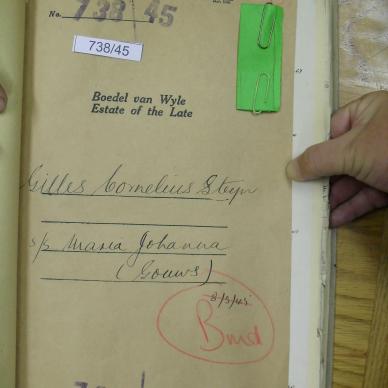 No. 738/45
738/45
Boedel van Wyle
Estate of the Late
Gilles Cornelius Steyn
s/p Maria Johanna
(Gouws)
8/5/45